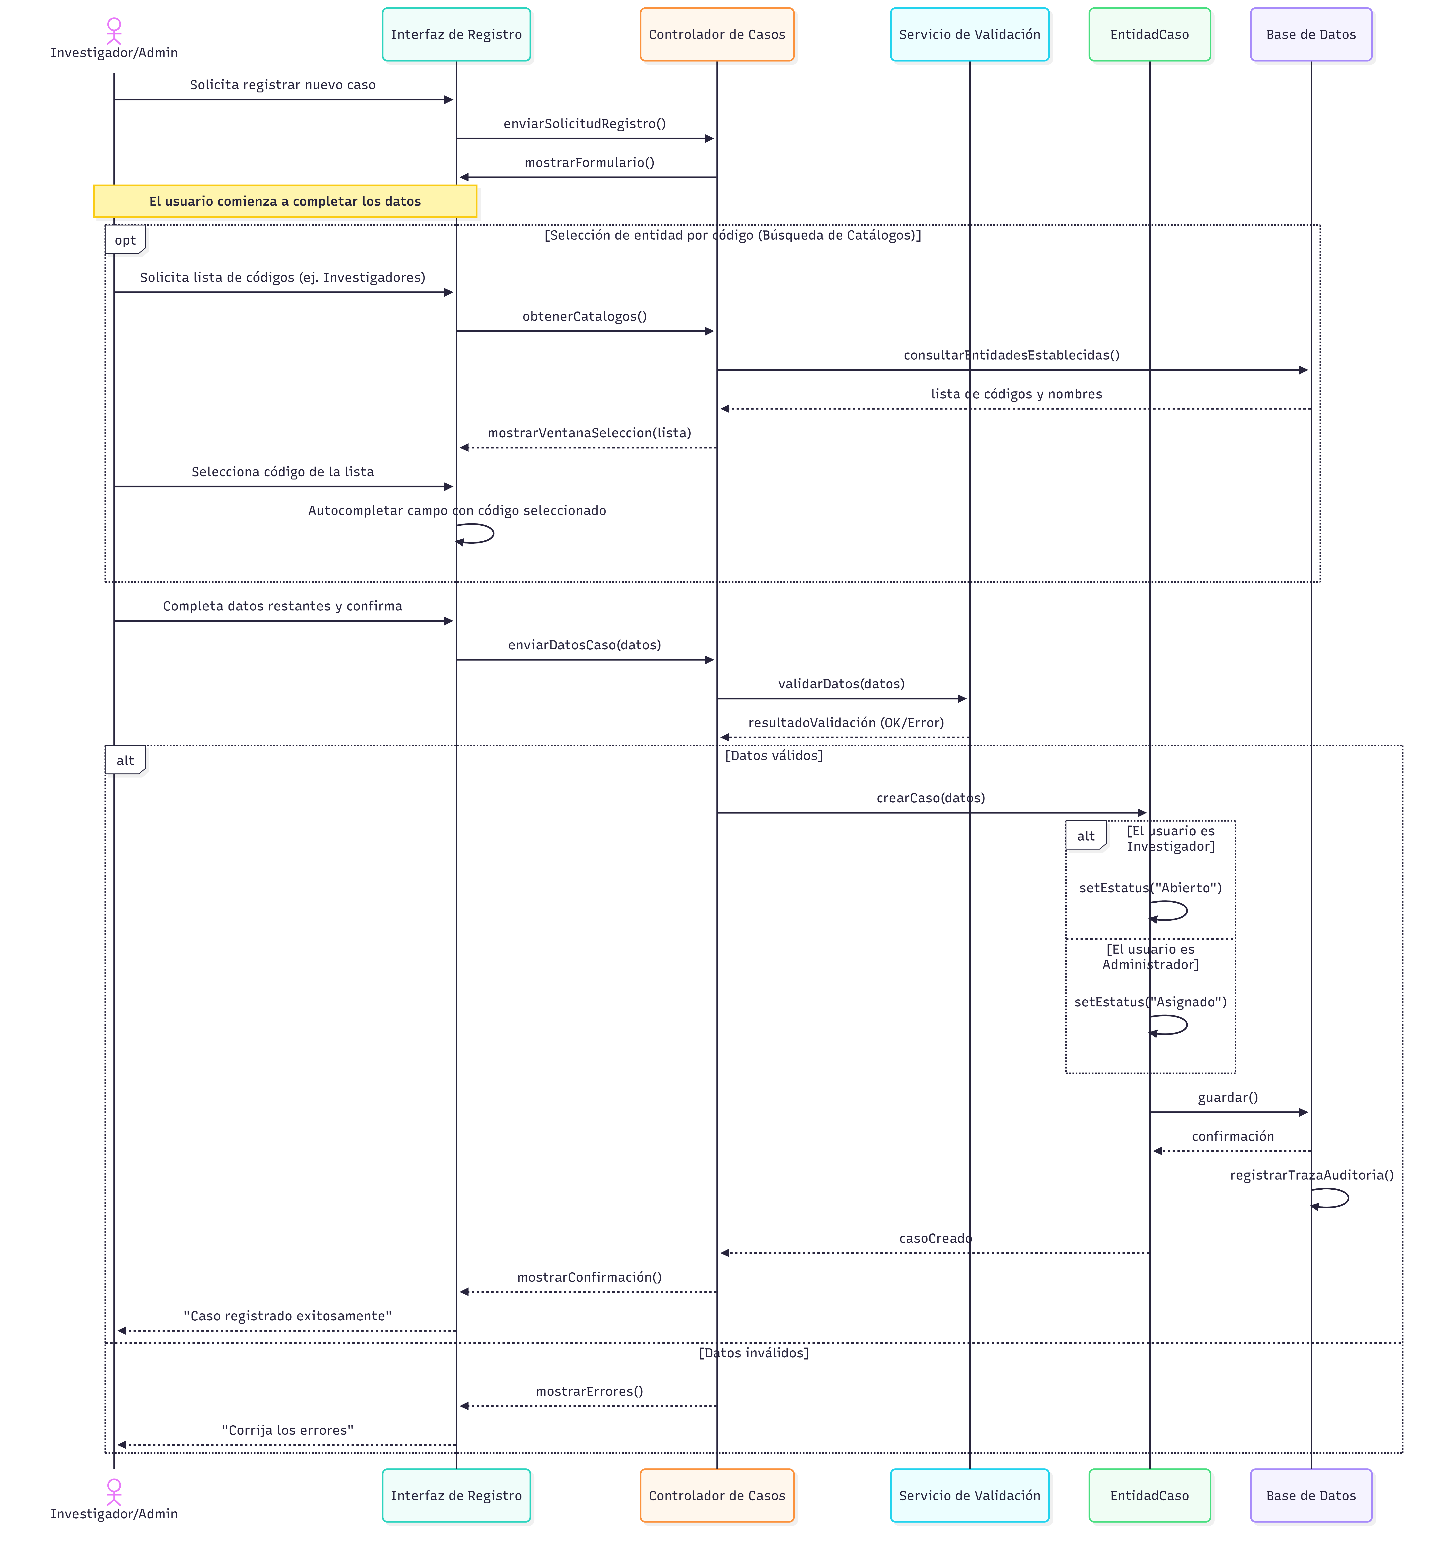 Investigador/Admin
Interfaz de Registro
Controlador de Casos
Servicio de Validación
EntidadCaso
Base de Datos
Solicita registrar nuevo caso
enviarSolicitudRegistro()
mostrarFormulario()
El usuario comienza a completar los datos
opt
[Selección de entidad por código (Búsqueda de Catálogos)]
Solicita lista de códigos (ej. Investigadores)
obtenerCatalogos()
consultarEntidadesEstablecidas()
lista de códigos y nombres
mostrarVentanaSeleccion(lista)
Selecciona código de la lista
Autocompletar campo con código seleccionado
Completa datos restantes y confirma
enviarDatosCaso(datos)
validarDatos(datos)
resultadoValidación (OK/Error)
alt
[Datos válidos]
crearCaso(datos)
alt
[El usuario es
Investigador]
setEstatus("Abierto")
[El usuario es
Administrador]
setEstatus("Asignado")
guardar()
confirmación
registrarTrazaAuditoria()
casoCreado
mostrarConfirmación()
"Caso registrado exitosamente"
[Datos inválidos]
mostrarErrores()
"Corrija los errores"
Investigador/Admin
Interfaz de Registro
Controlador de Casos
Servicio de Validación
EntidadCaso
Base de Datos